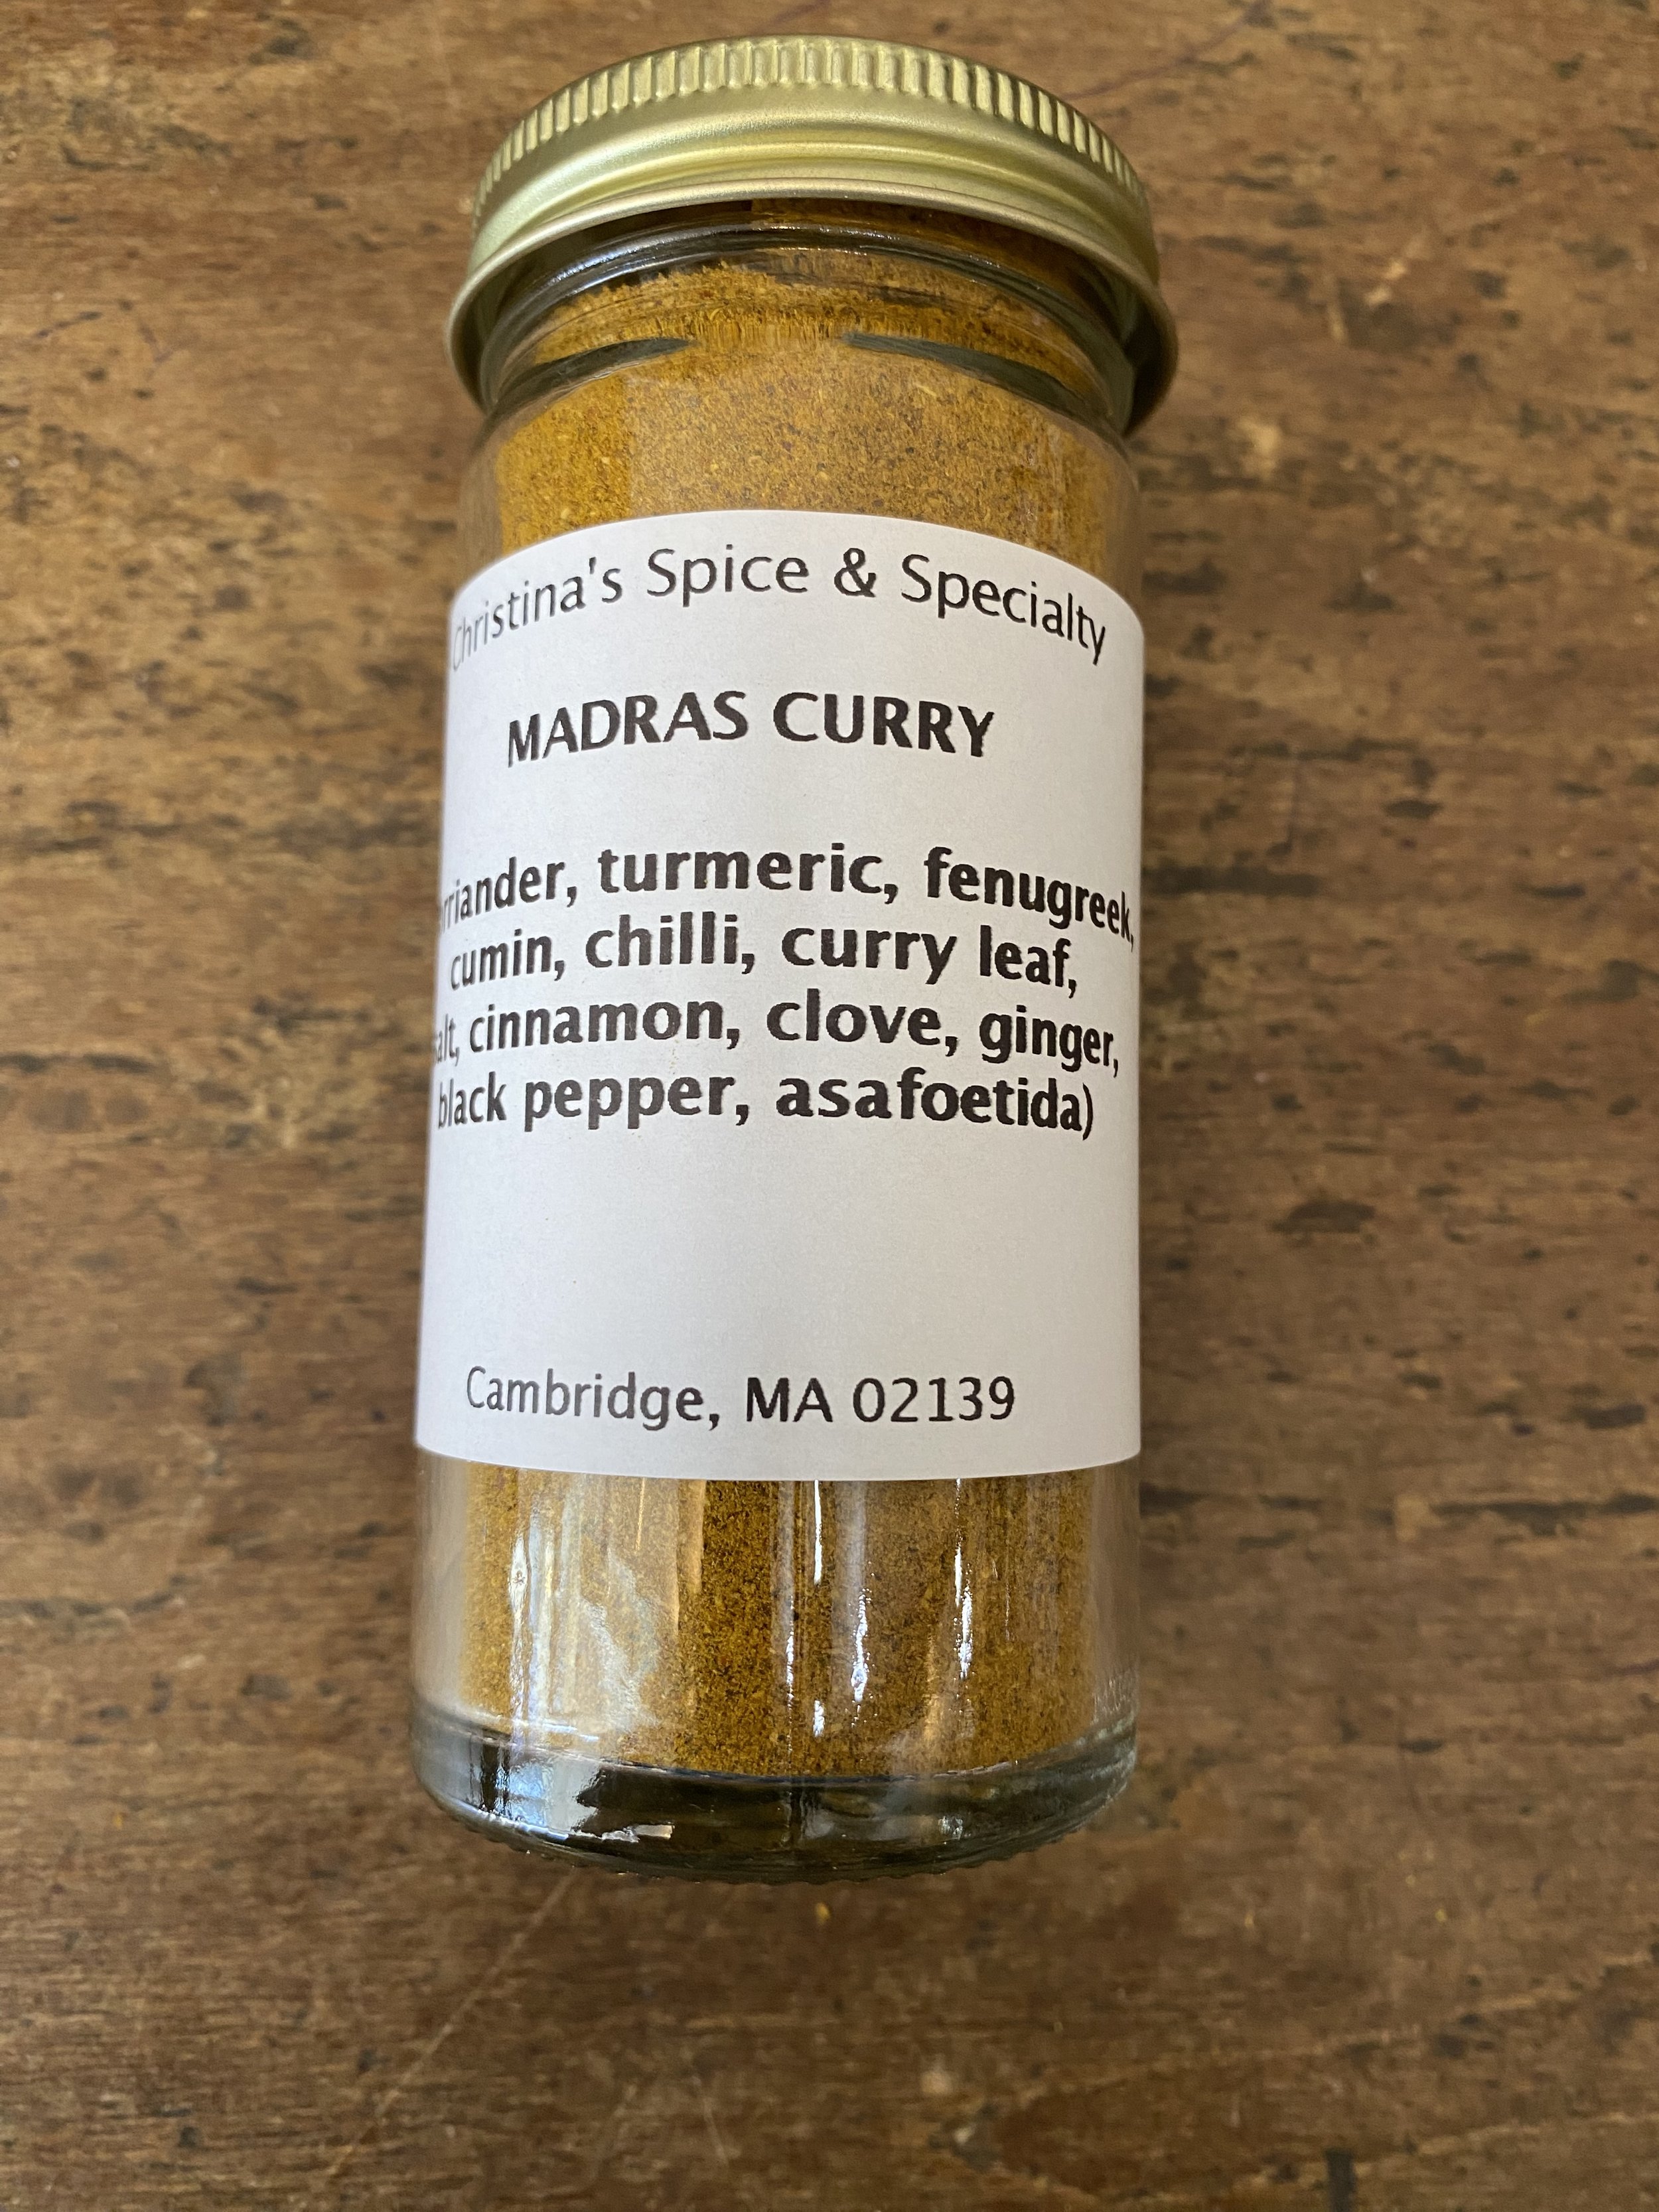 Christina's Spice & Specialty
MADRAS CURRY
turmeric, fenugreek,
cumin, chilli, curry leaf,
salt, cinnamon, clove, ginger,
black pepper, asafoetida)
Cambridge, MA 02139